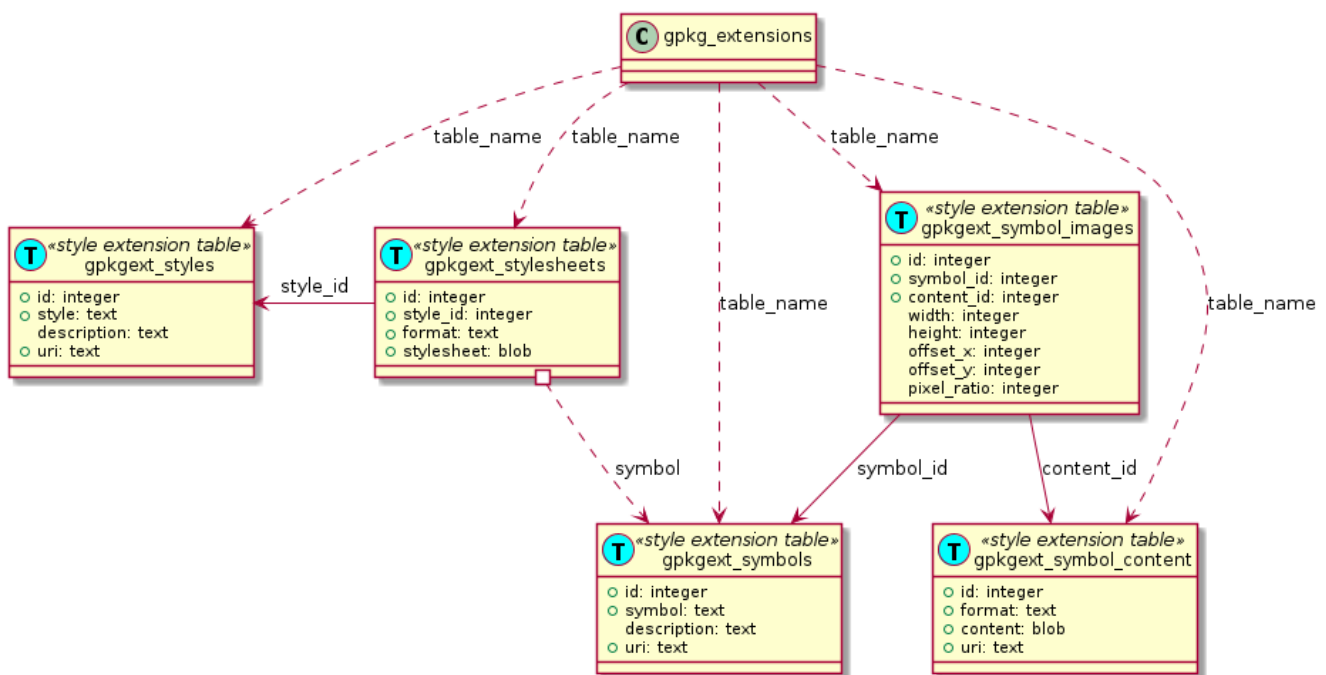 C gpkg_extensions
table_name
table_name
table_name
table_name
table_name
T «style extension table»
gpkgext_styles
id: integer
style: text
description: text
uri: text
style_id
T «style extension table»
gpkgext_stylesheets
id: integer
style_id: integer
format: text
stylesheet: blob
T «style extension table»
gpkgext_symbol_images
id: integer
symbol_id: integer
content_id: integer
width: integer
height: integer
offset_x: integer
offset_y: integer
pixel_ratio: integer
symbol
symbol_id
content_id
T «style extension table»
gpkgext_symbols
id: integer
symbol: text
description: text
uri: text
T «style extension table»
gpkgext_symbol_content
id: integer
format: text
content: blob
uri: text